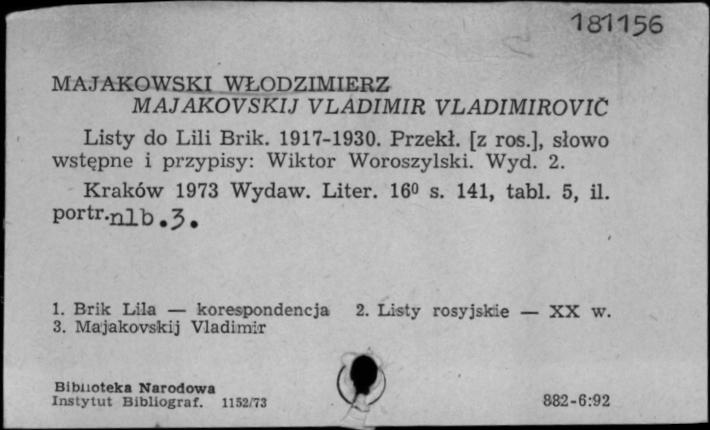 181156
MAJAKOWSKI WŁODZIMIERZ
MAJAKOVSKIJ VLADIMIR VLADIMIROVIČ
Listy do Lili Brik. 1917-1930. Przekł. [z ros.], słowo
wstępne i przypisy: Wiktor Woroszylski. Wyd. 2.
Kraków 1973 Wydaw. Liter. 16⁰ s. 141, tabl. 5, il.
portr.nlb.3.
1. Brik Lila — korespondencja 2. Listy rosyjskie — XX w.
3. Majakovskij Vladimir
Biblioteka Narodowa
Instytut Bibliograf. 1152/73 882-6:92